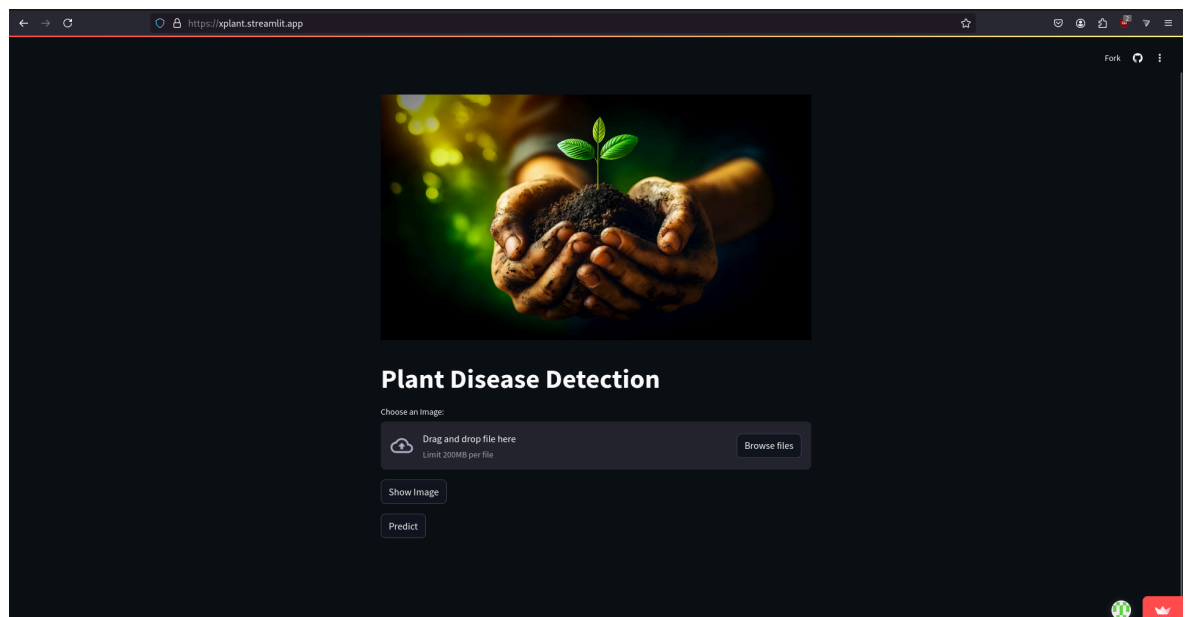 https://xplant.streamlit.app
2
Fork
Plant Disease Detection
Choose an Image:
Drag and drop file here
Limit 200MB per file
Browse files
Show Image
Predict